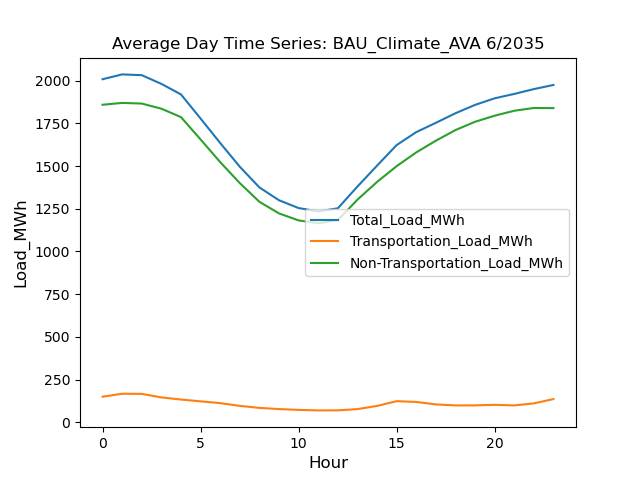 Average Day Time Series: BAU_Climate_AVA 6/2035
Load_MWh
2000
1750
1500
1250
1000
750
500
250
0
Total_Load_MWh
Transportation_Load_MWh
Non-Transportation_Load_MWh
0 5 10 15 20
Hour